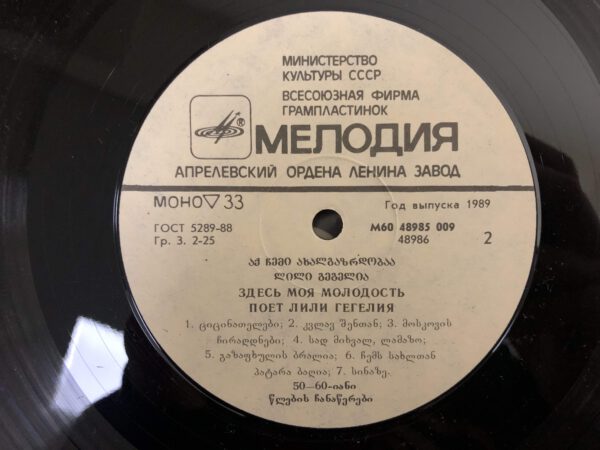 МИНИСТЕРСТВО
КУЛЬТУРЫ СССР
ВСЕСОЮЗНАЯ ФИРМА
ГРАМПЛАСТИНОК
®
МЕЛОДИЯ
АПРЕЛЕВСКИЙ ОРДЕНА ЛЕНИНА ЗАВОД
МОНО ▽ 33
Год выпуска 1989
ГОСТ 5289-88
М60 48985 009
Гр. 3. 2-25
48986
2
აქ ჩემი ახალგაზრდობაა
ლილი გეგელია
ЗДЕСЬ МОЯ МОЛОДОСТЬ
ПОЕТ ЛИЛИ ГЕГЕЛИЯ
1. ციცინათელები; 2. კვლავ შენთან; 3. მოსკოვის
ჩირაღდნები; 4. სად მიხვალ, ლამაზო;
5. გაზაფხულის ბრალია; 6. ჩემს სახლთან
პატარა ბაღია; 7. სინაზე.
50—60-იანი
წლების ჩანაწერები